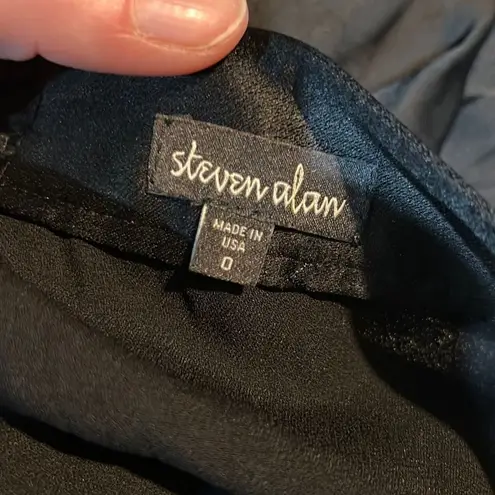 steven alan
MADE IN
USA
0